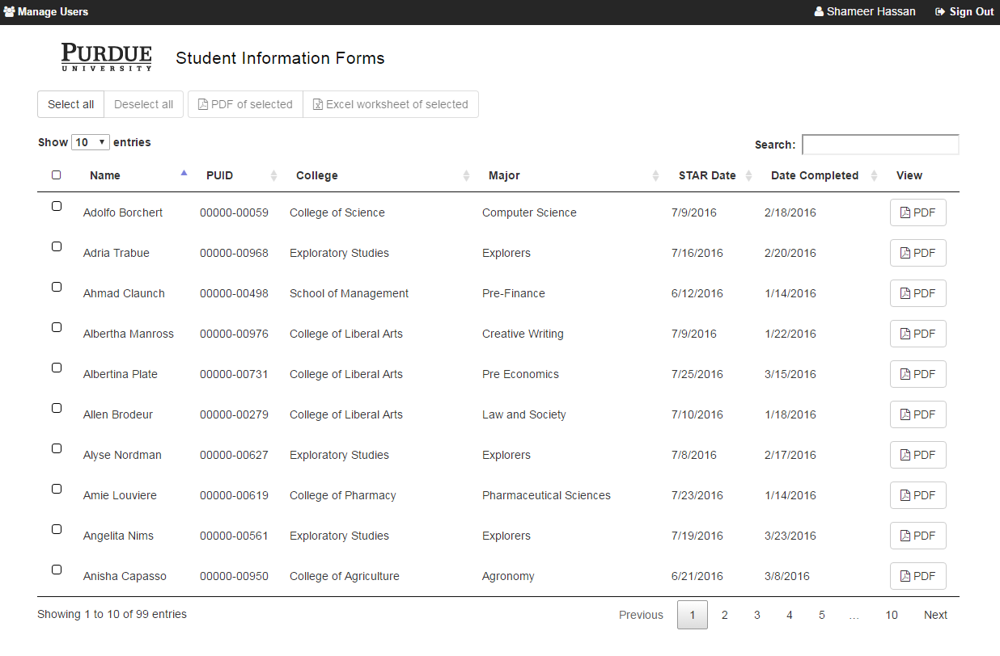 Manage Users Shameer Hassan Sign Out
PURDUE
UNIVERSITY
Student Information Forms
Select all Deselect all PDF of selected Excel worksheet of selected
Show 10 entries Search:
Name PUID College Major STAR Date Date Completed View
Adolfo Borchert 00000-00059 College of Science Computer Science 7/9/2016 2/18/2016 PDF
Adria Trabue 00000-00968 Exploratory Studies Explorers 7/16/2016 2/20/2016 PDF
Ahmad Claunch 00000-00498 School of Management Pre-Finance 6/12/2016 1/14/2016 PDF
Albertha Manross 00000-00976 College of Liberal Arts Creative Writing 7/9/2016 1/22/2016 PDF
Albertina Plate 00000-00731 College of Liberal Arts Pre Economics 7/25/2016 3/15/2016 PDF
Allen Brodeur 00000-00279 College of Liberal Arts Law and Society 7/10/2016 1/18/2016 PDF
Alyse Nordman 00000-00627 Exploratory Studies Explorers 7/8/2016 2/17/2016 PDF
Amie Louviere 00000-00619 College of Pharmacy Pharmaceutical Sciences 7/23/2016 1/14/2016 PDF
Angelita Nims 00000-00561 Exploratory Studies Explorers 7/19/2016 3/23/2016 PDF
Anisha Capasso 00000-00950 College of Agriculture Agronomy 6/21/2016 3/8/2016 PDF
Showing 1 to 10 of 99 entries Previous 1 2 3 4 5 … 10 Next